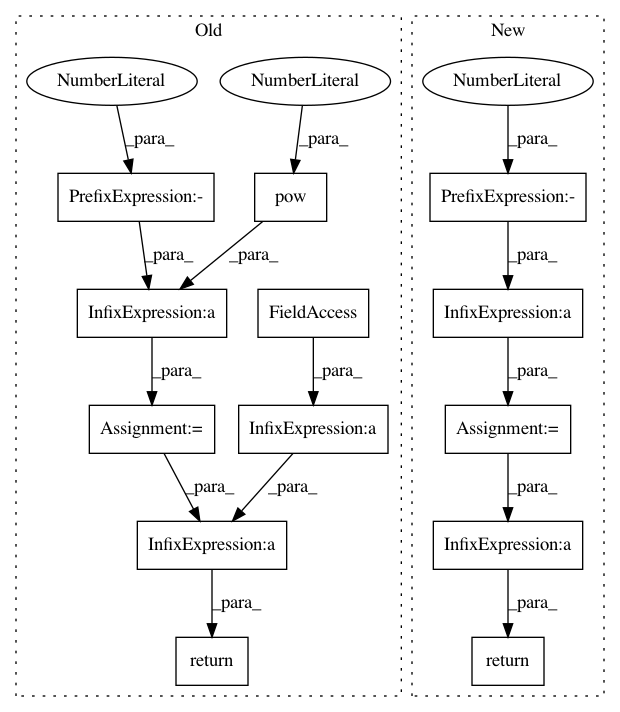 Old
New
NumberLiteral
NumberLiteral
NumberLiteral
_para_
_para_
_para_
PrefixExpression:-
pow
PrefixExpression:-
_para_
_para_
_para_
InfixExpression:a
FieldAccess
InfixExpression:a
_para_
_para_
_para_
Assignment:=
InfixExpression:a
Assignment:=
_para_
_para_
_para_
InfixExpression:a
InfixExpression:a
_para_
_para_
return
return